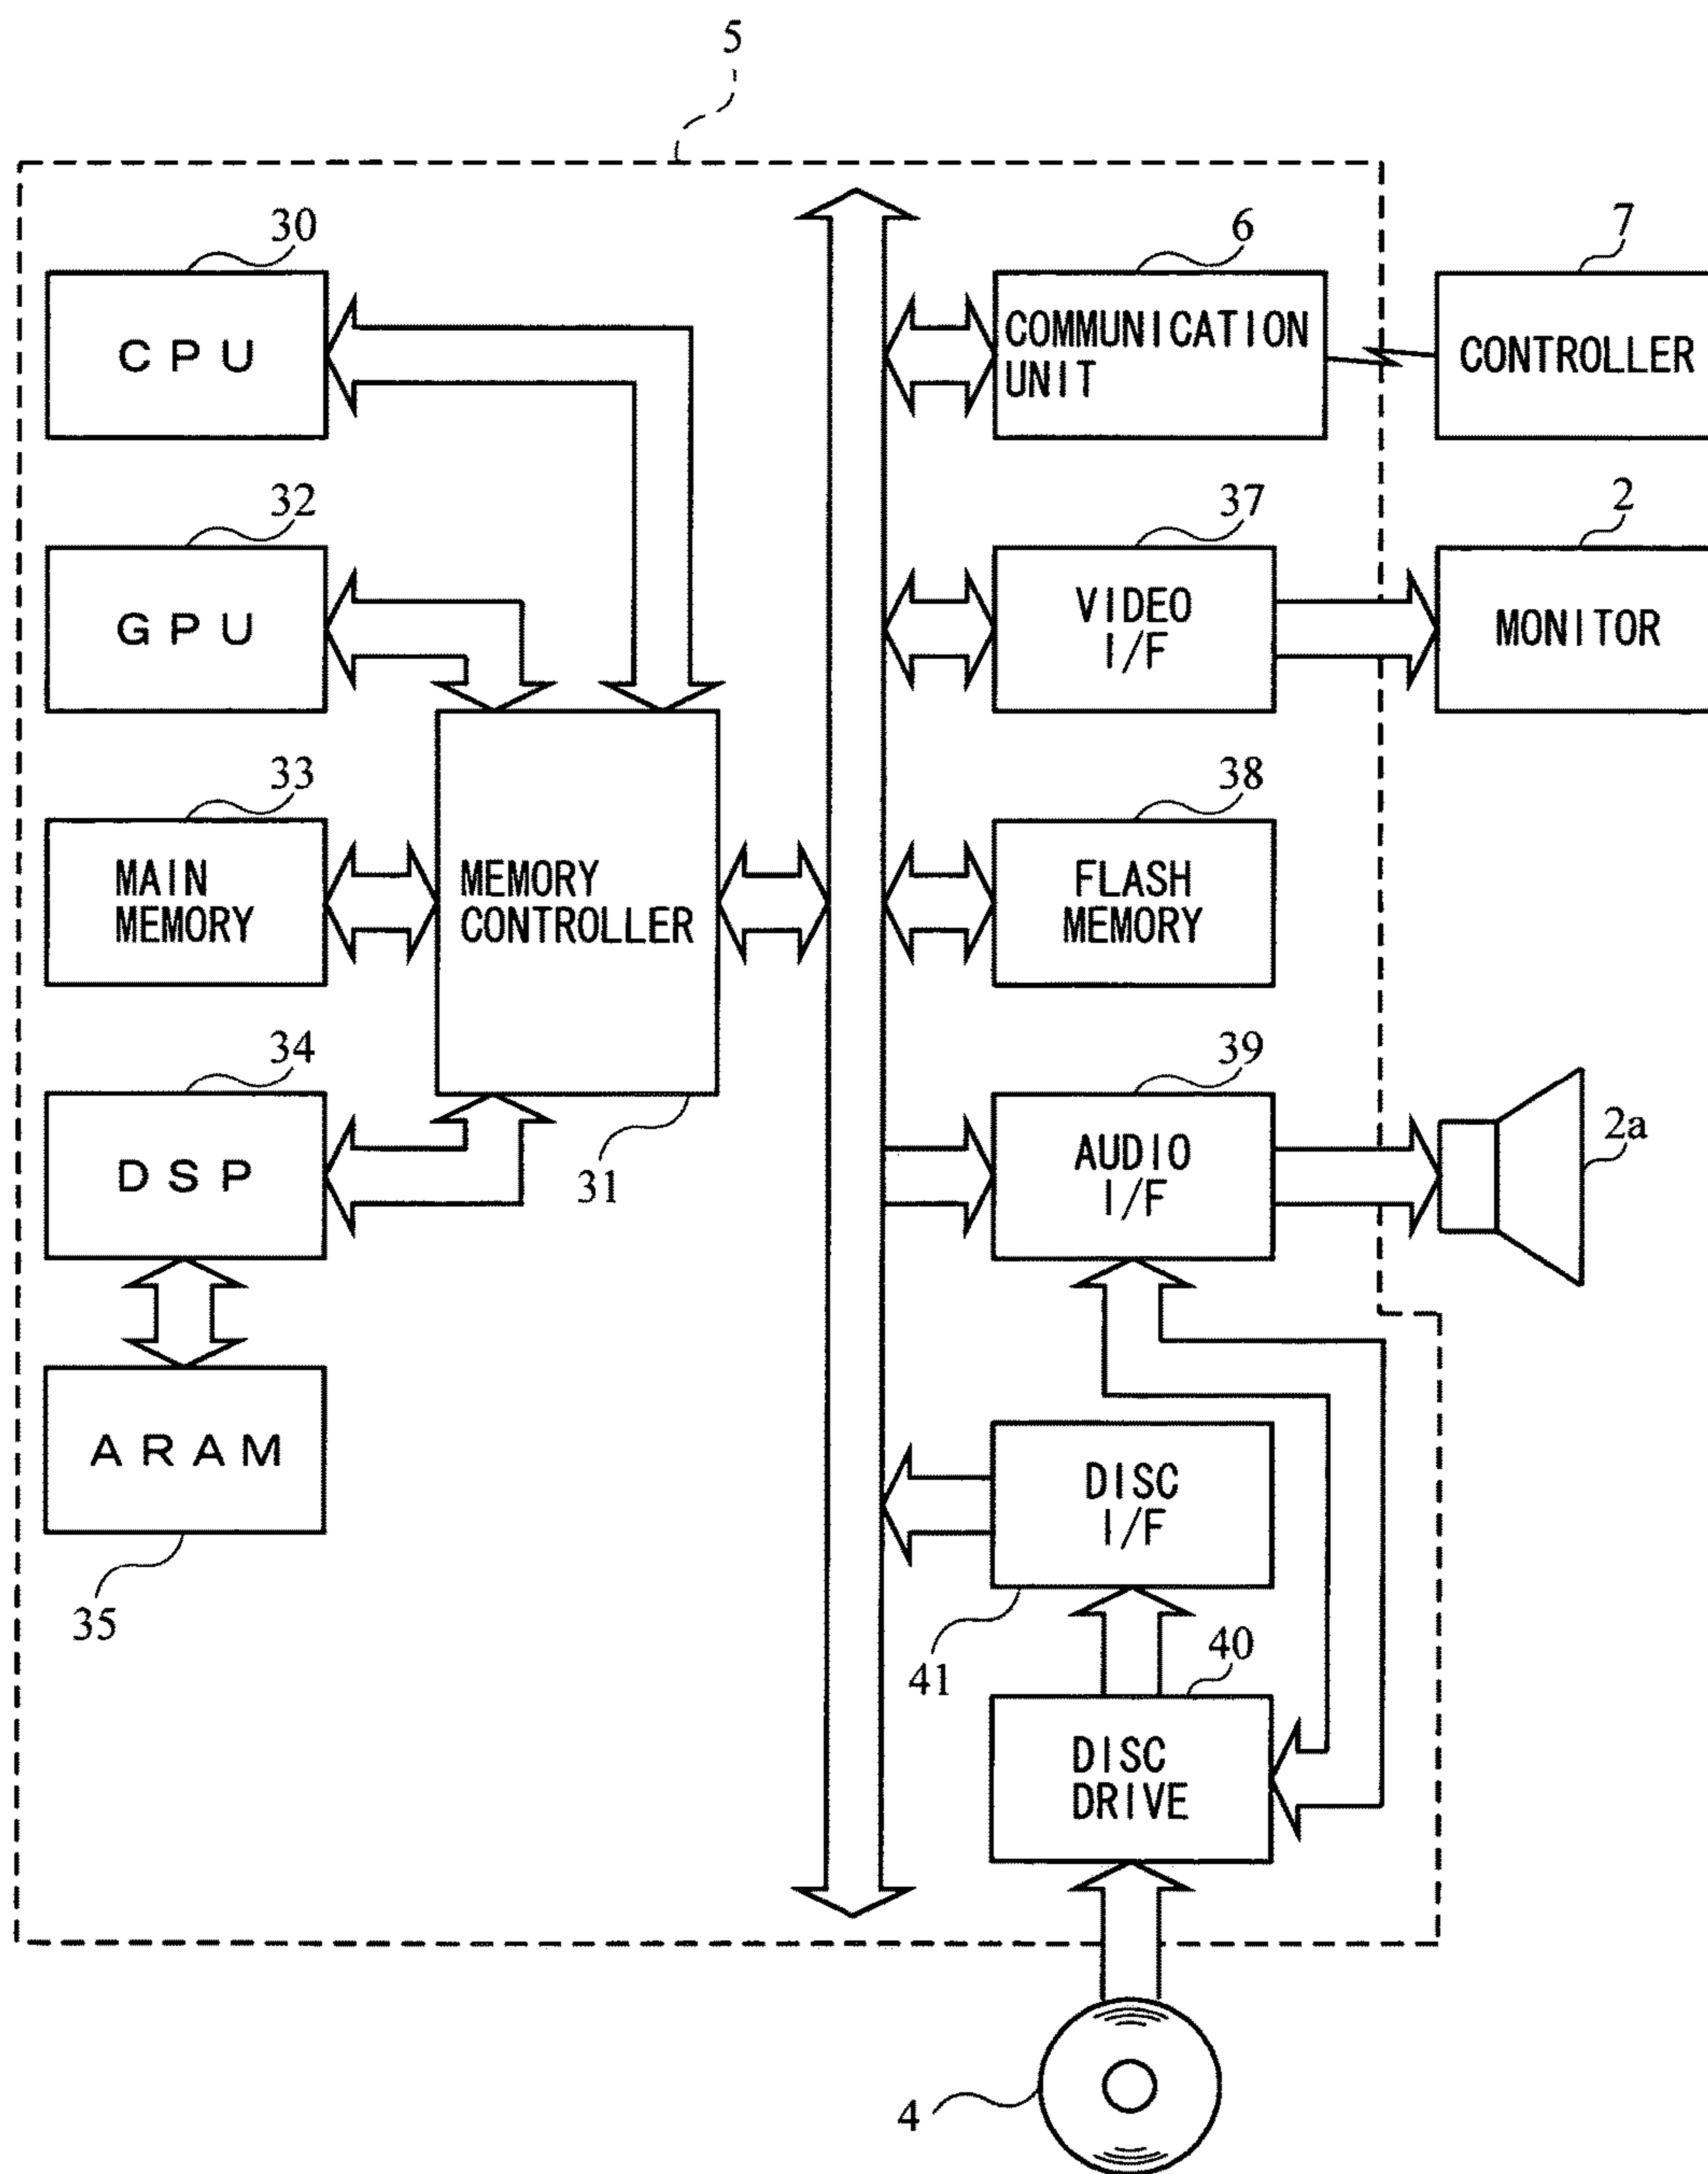 5
30
6
7
CPU
COMMUNICATION
UNIT
CONTROLLER
32
37
2
GPU
VIDEO
I/F
MONITOR
33
38
MAIN
MEMORY
MEMORY
CONTROLLER
FLASH
MEMORY
34
39
2a
DSP
31
AUDIO
I/F
ARAM
DISC
I/F
35
41
40
DISC
DRIVE
4